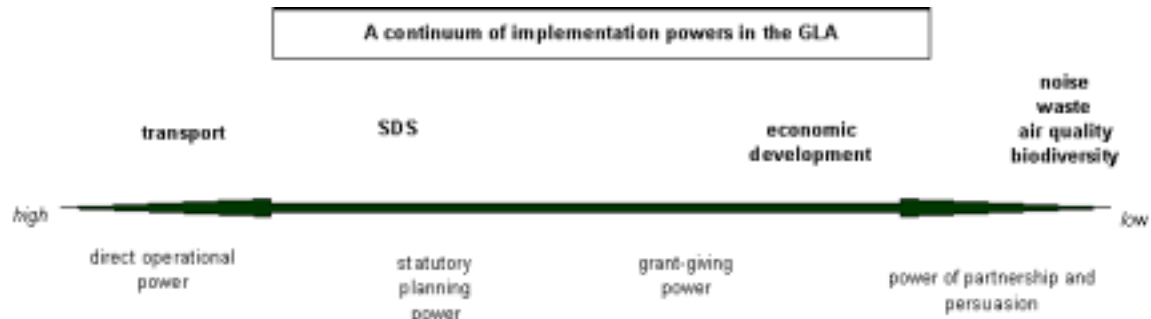 A continuum of implementation powers in the GLA
noise
waste
air quality
biodiversity
transport
SDS
economic
development
high
low
direct operational
power
statutory
planning
power
grant-giving
power
power of partnership and
persuasion